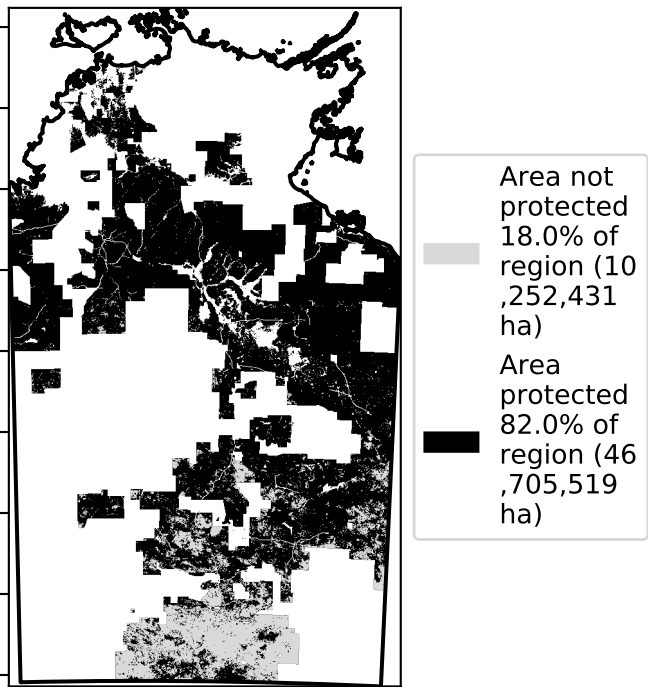 Area not
protected
18.0% of
region (10
,252,431
ha)
Area
protected
82.0% of
region (46
,705,519
ha)